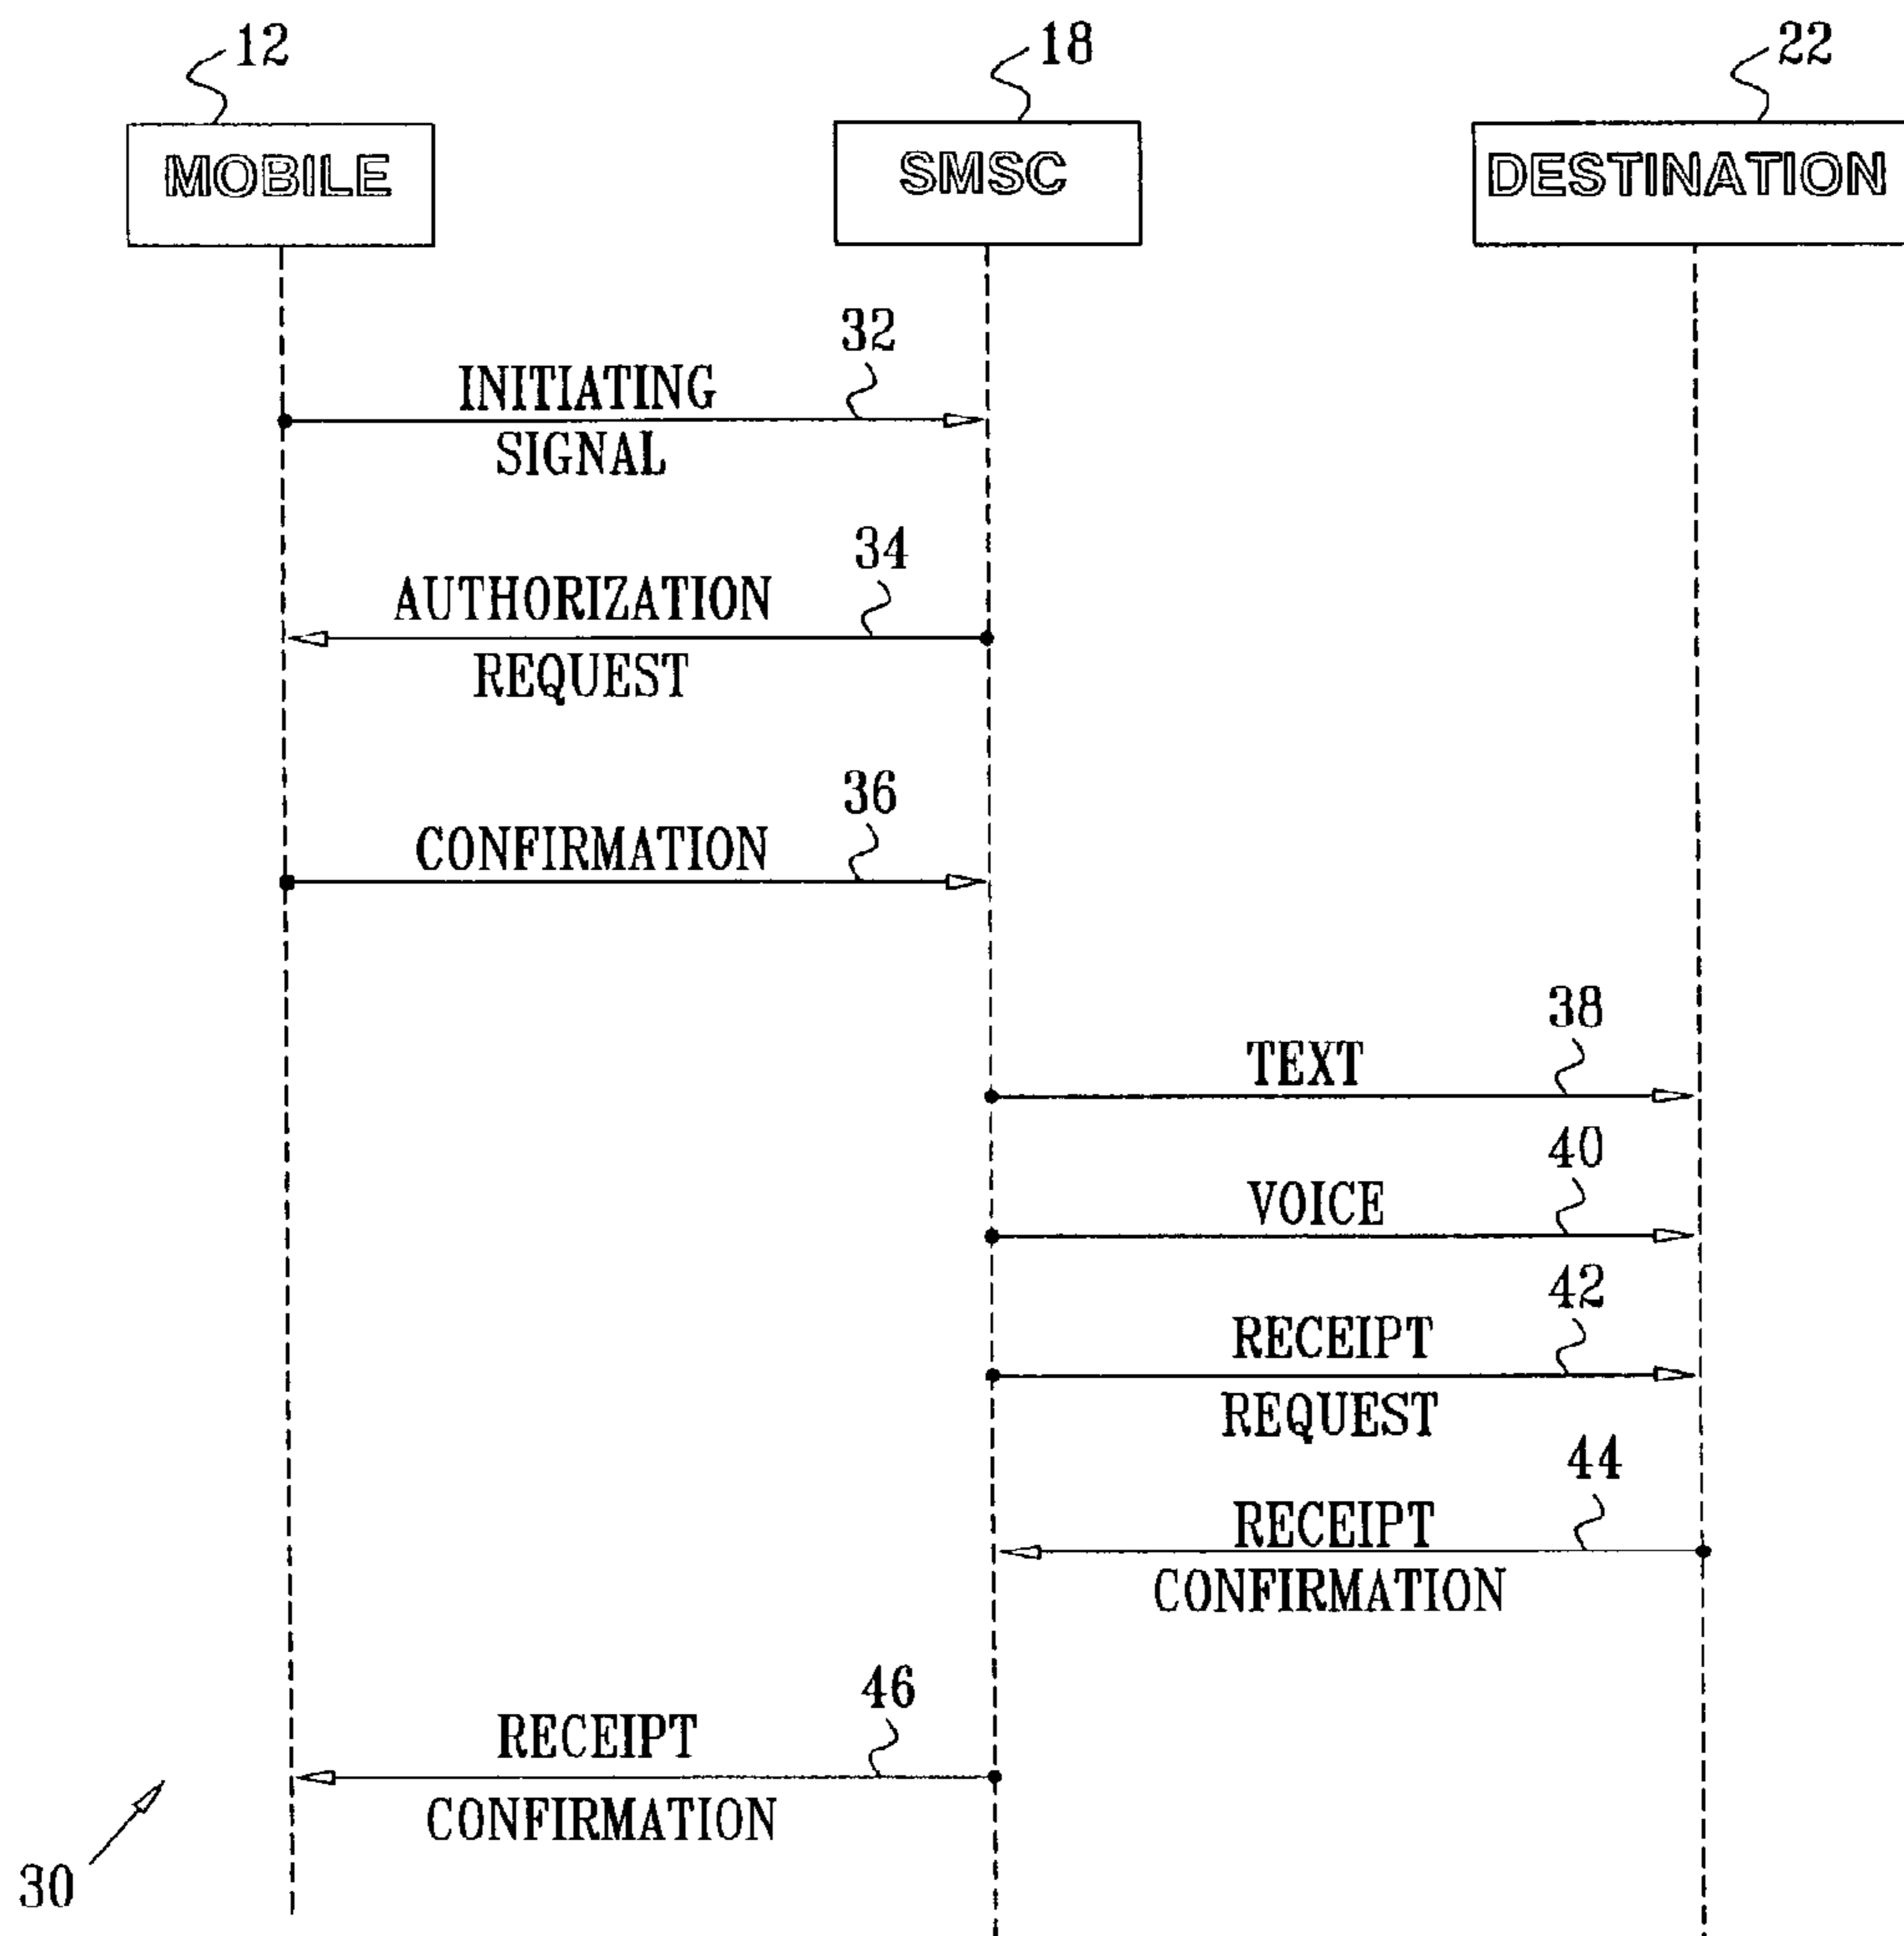 12
18
22
MOBILE
SMSC
DESTINATION
32
INITIATING
SIGNAL
34
AUTHORIZATION
REQUEST
36
CONFIRMATION
38
TEXT
40
VOICE
42
RECEIPT
REQUEST
44
RECEIPT
CONFIRMATION
46
RECEIPT
CONFIRMATION
30